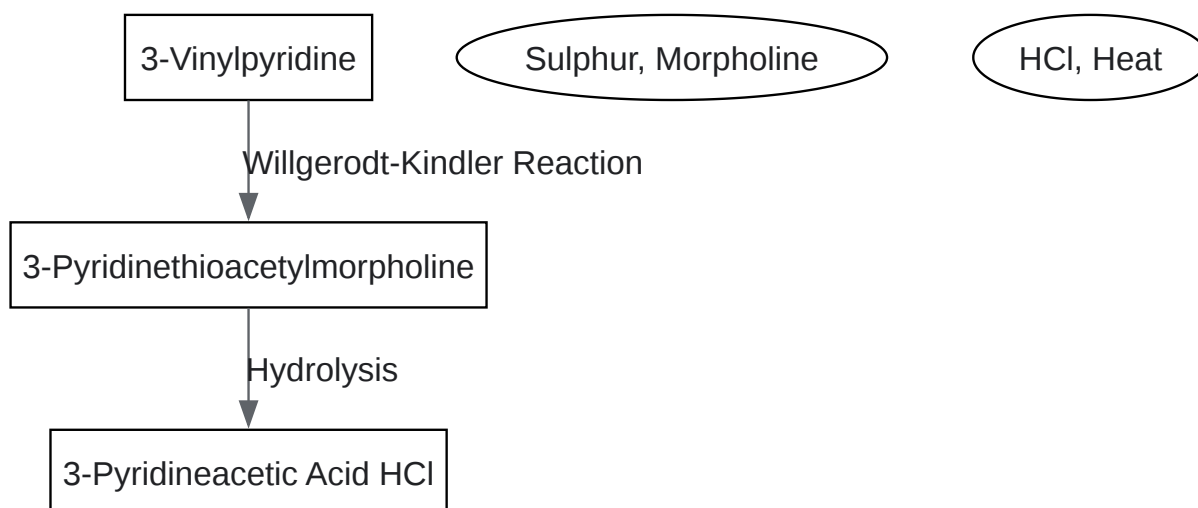 3-Vinylpyridine
Sulphur, Morpholine
HCl, Heat
Willgerodt-Kindler Reaction
3-Pyridinethioacetylmorpholine
Hydrolysis
3-Pyridineacetic Acid HCl